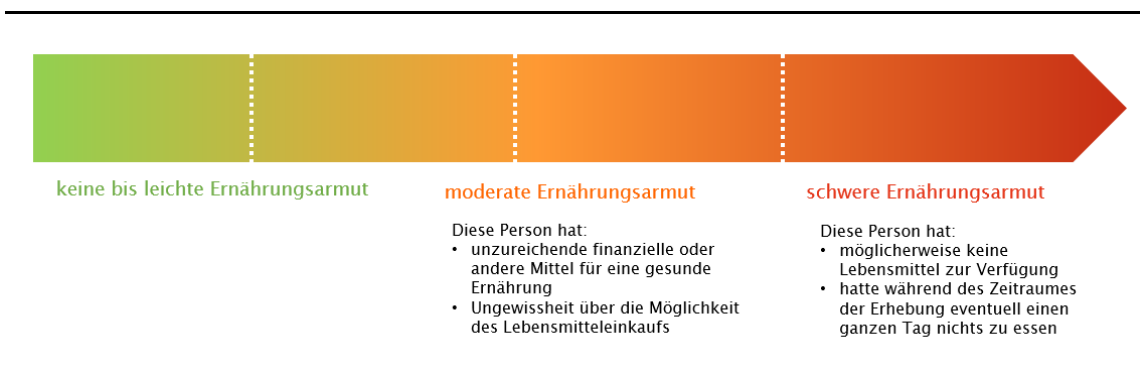 keine bis leichte Ernährungsarmut
moderate Ernährungsarmut
Diese Person hat:
• unzureichende finanzielle oder
andere Mittel für eine gesunde
Ernährung
• Ungewissheit über die Möglichkeit
des Lebensmitteleinkaufs
schwere Ernährungsarmut
Diese Person hat:
• möglicherweise keine
Lebensmittel zur Verfügung
• hatte während des Zeitraumes
der Erhebung eventuell einen
ganzen Tag nichts zu essen